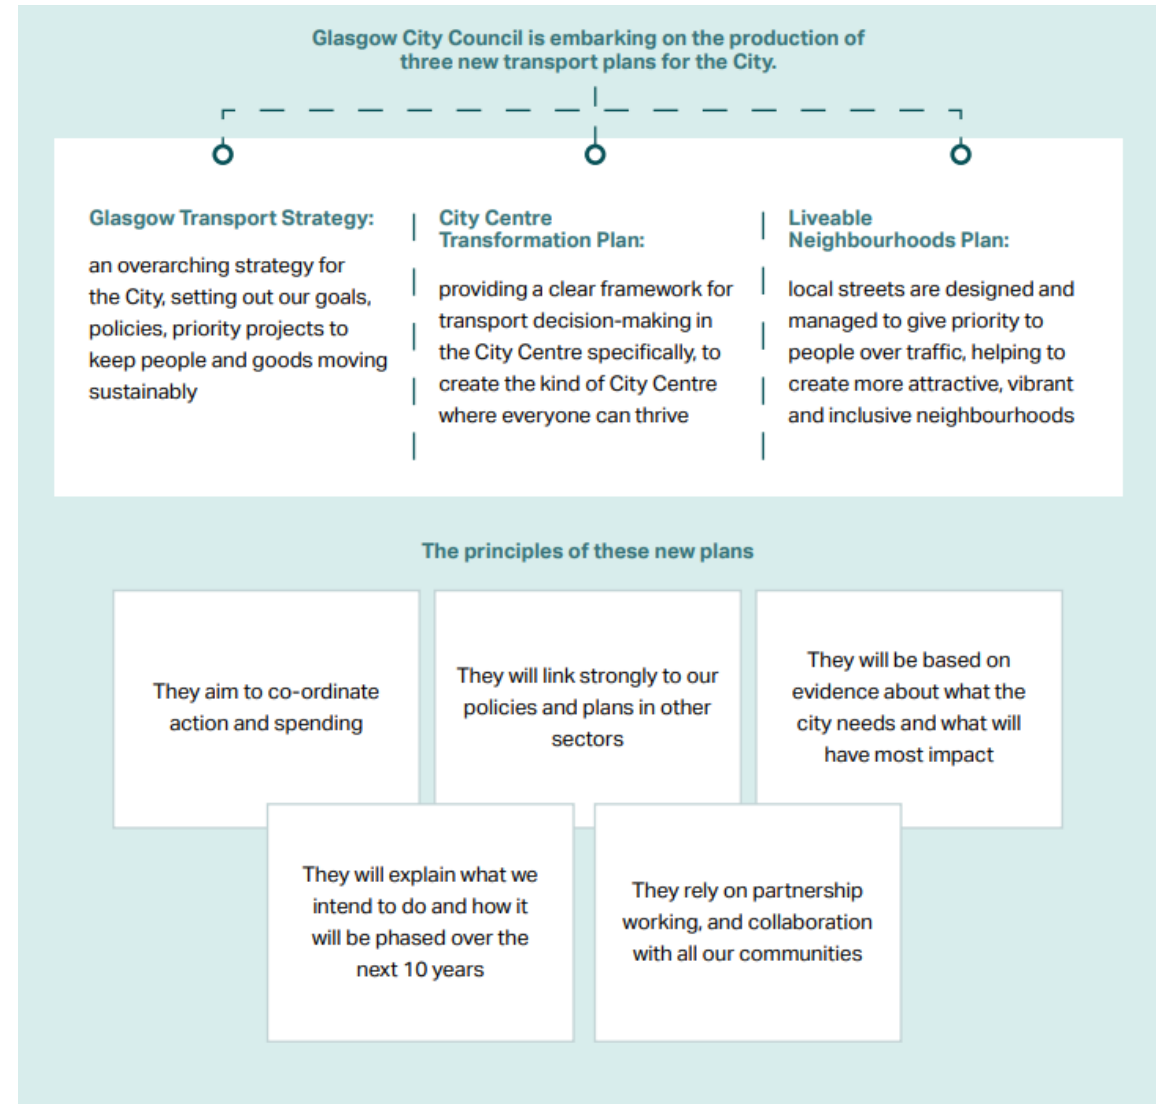 Glasgow City Council is embarking on the production of
three new transport plans for the City.
Glasgow Transport Strategy:
an overarching strategy for
the City, setting out our goals,
policies, priority projects to
keep people and goods moving
sustainably
City Centre
Transformation Plan:
providing a clear framework for
transport decision-making in
the City Centre specifically, to
create the kind of City Centre
where everyone can thrive
Liveable
Neighbourhoods Plan:
local streets are designed and
managed to give priority to
people over traffic, helping to
create more attractive, vibrant
and inclusive neighbourhoods
The principles of these new plans
They aim to co-ordinate
action and spending
They will link strongly to our
policies and plans in other
sectors
They will be based on
evidence about what the
city needs and what will
have most impact
They will explain what we
intend to do and how it
will be phased over the
next 10 years
They rely on partnership
working, and collaboration
with all our communities